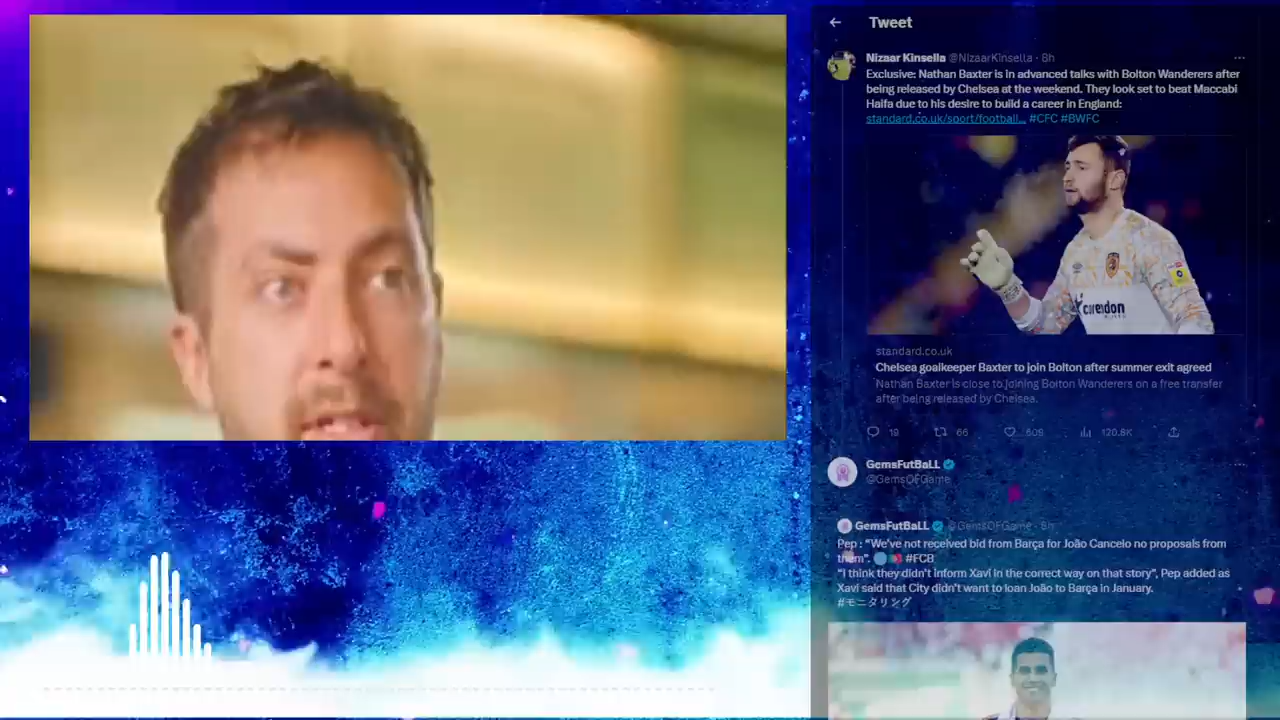 Tweet
Nizaar Kinsella @NizaarKinsella · 8h
Exclusive: Nathan Baxter is in advanced talks with Bolton Wanderers after
being released by Chelsea at the weekend. They look set to beat Maccabi
Haifa due to his desire to build a career in England:
standard.co.uk/sport/football... #CFC #BWFC
corendon
standard.co.uk
Chelsea goalkeeper Baxter to join Bolton after summer exit agreed
Nathan Baxter is close to joining Bolton Wanderers on a free transfer
after being released by Chelsea.
19 66 509 120.8K
GemsFutBaLL
@GemsOFGame
GemsFutBaLL @GemsOFGame · 8h
Pep : “We’ve not received bid from Barça for João Cancelo no proposals from
them”. #FCB
“I think they didn’t inform Xavi in the correct way on that story”, Pep added as
Xavi said that City didn’t want to loan João to Barça in January.
#モニタリング